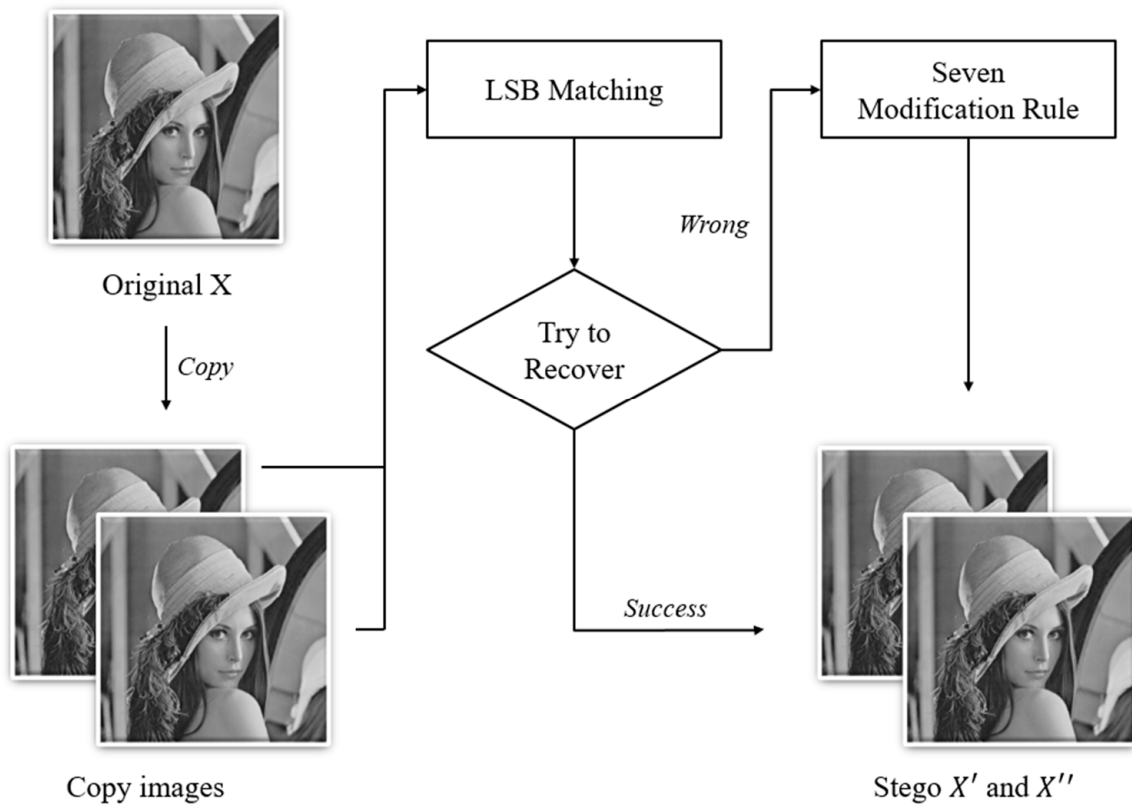 LSB Matching
Seven
Modification Rule
Wrong
Original X
Try to
Recover
Copy
Success
Copy images
Stego X′ and X′′